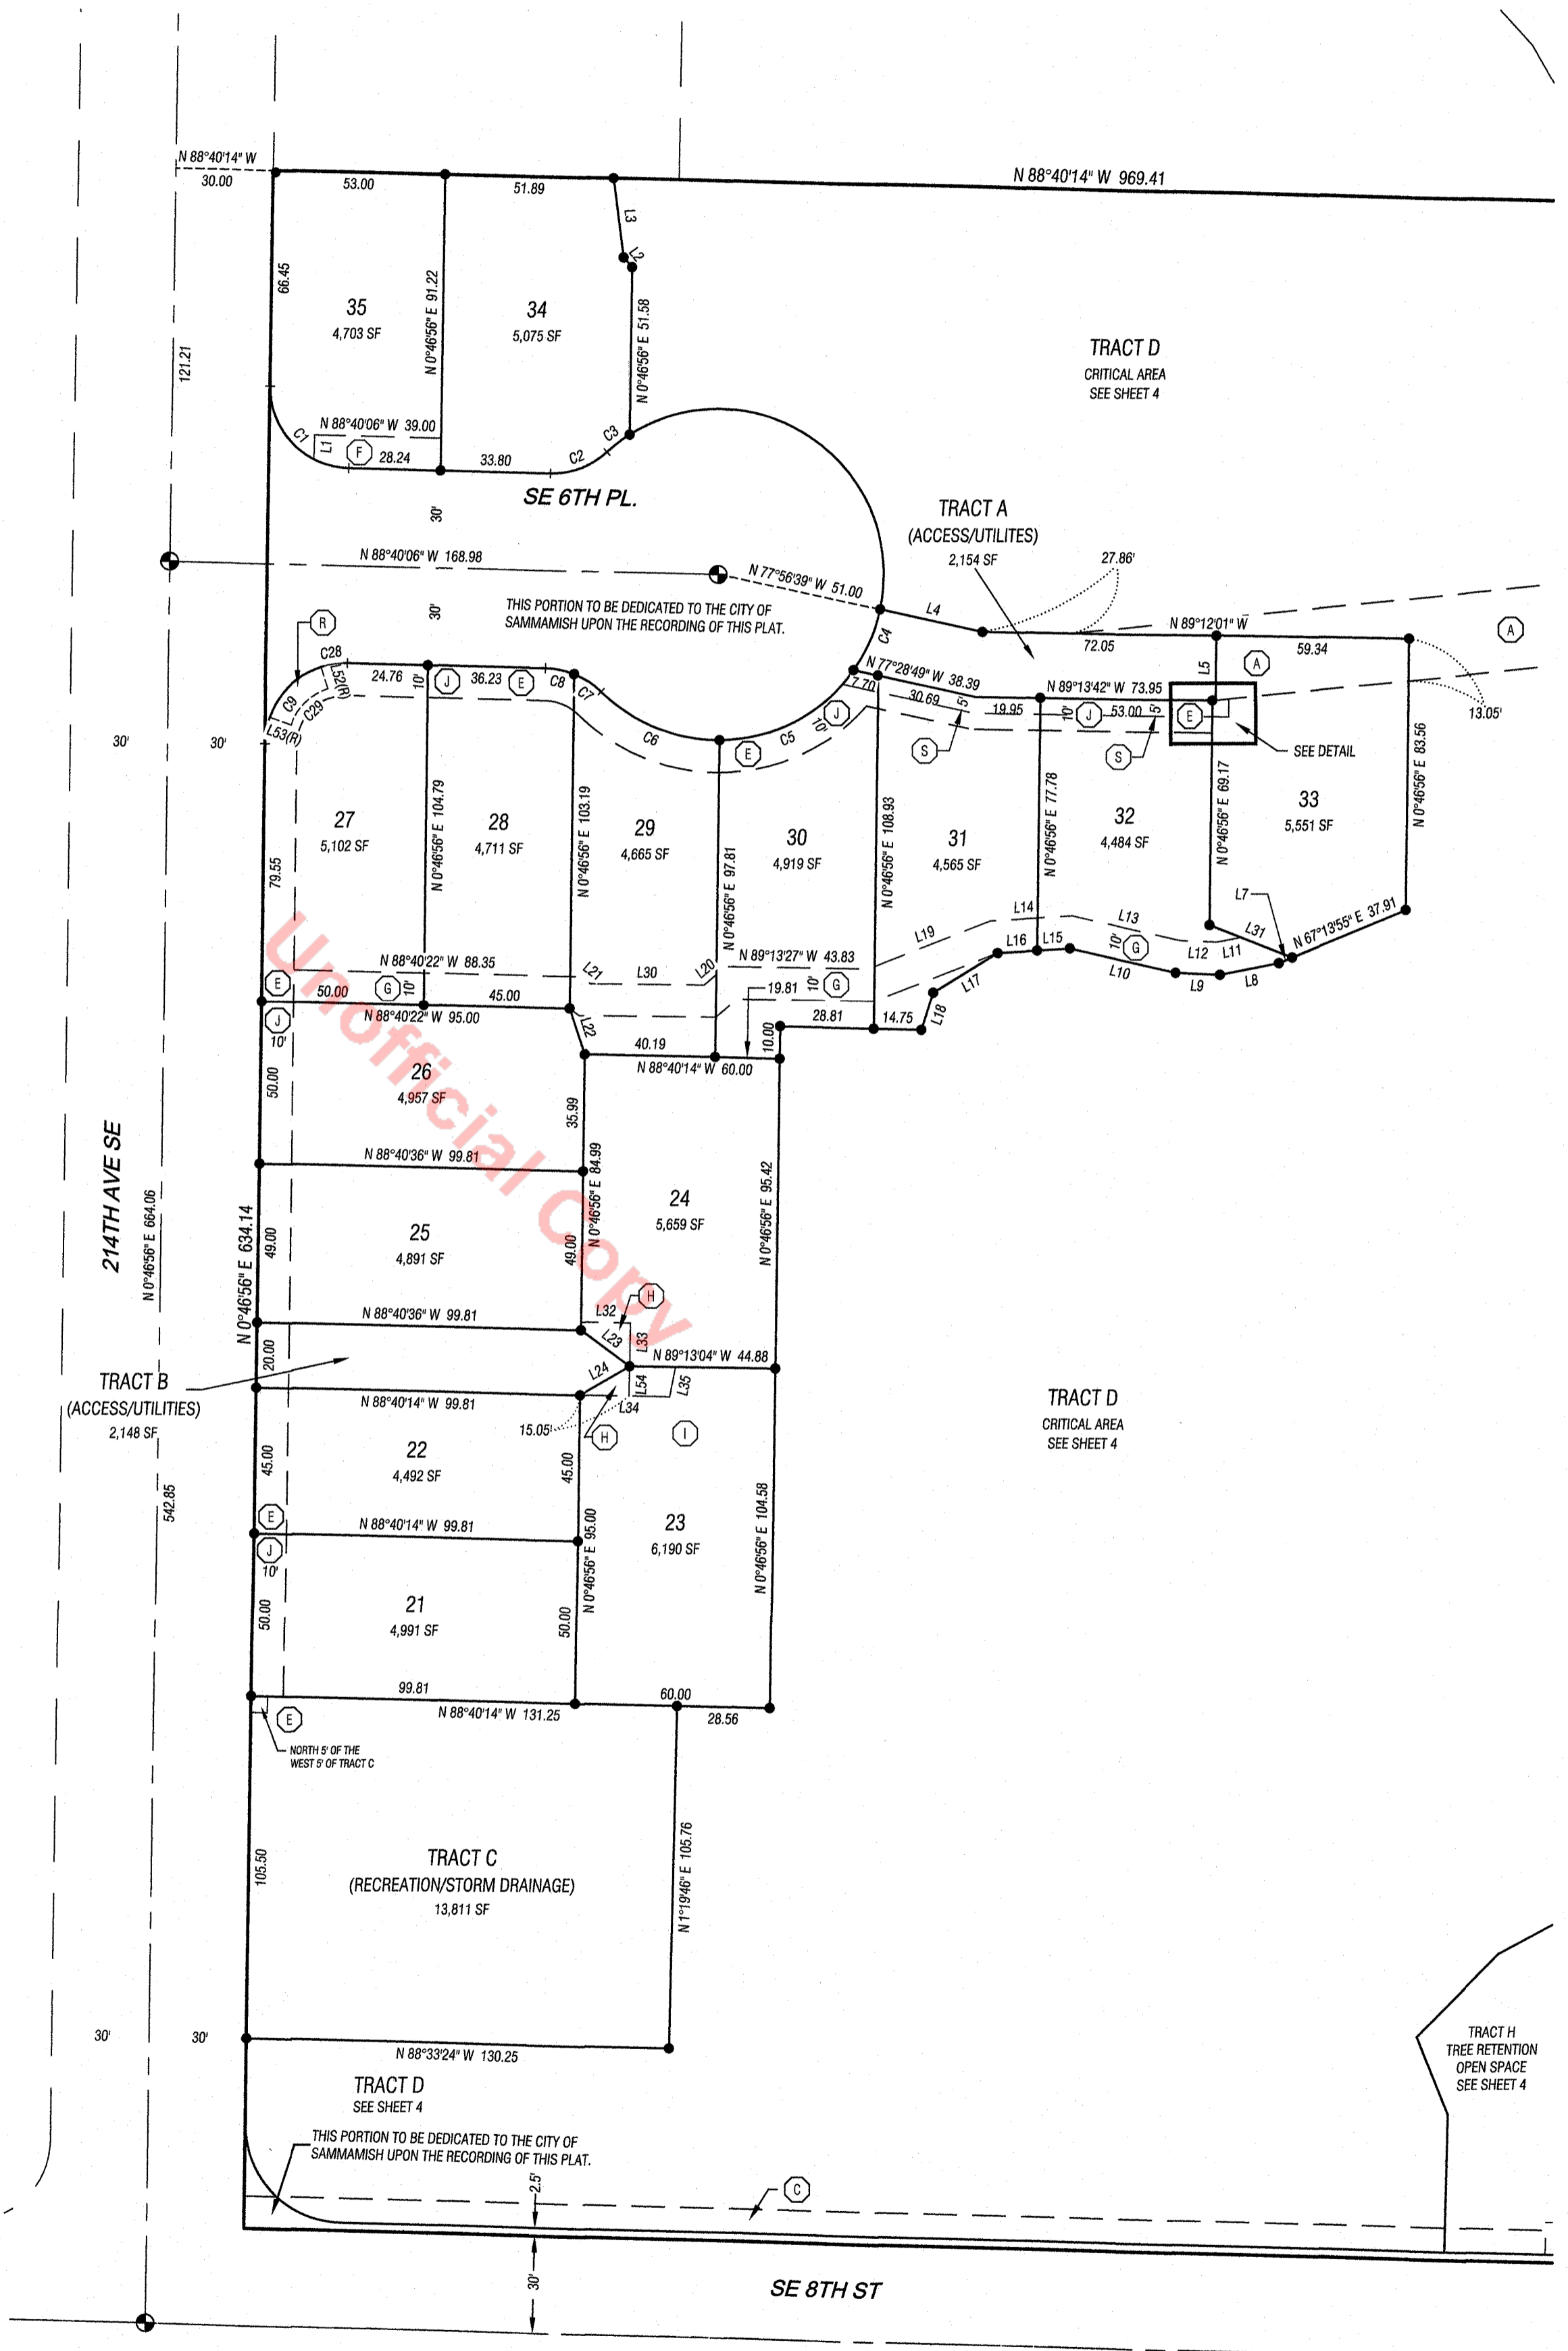 N 88°40'14" W
30.00
53.00
51.89
N 88°40'14" W 969.41
L3
L2
66.45
121.21
35
4,703 SF
N 0°46'56" E 91.22
34
5,075 SF
N 0°46'56" E 51.58
TRACT D
CRITICAL AREA
SEE SHEET 4
N 88°40'06" W 39.00
C1
L1
F
28.24
33.80
C2
C3
SE 6TH PL.
30'
TRACT A
(ACCESS/UTILITES)
2,154 SF
27.86'
N 88°40'06" W 168.98
N 77°56'39" W 51.00
30'
THIS PORTION TO BE DEDICATED TO THE CITY OF
SAMMAMISH UPON THE RECORDING OF THIS PLAT.
L4
C4
N 89°12'01" W
72.05
59.34
A
A
L5
R
C28
L52(R)
24.76
10'
J
36.23
E
C8
C7
C9
C29
L53(R)
N 77°28'49" W 38.39
7.70
30.69
5'
19.95
N 89°13'42" W 73.95
10'
J
53.00
5'
E
13.05'
SEE DETAIL
30'
30'
C6
E
C5
10'
J
S
S
27
5,102 SF
N 0°46'56" E 104.79
28
4,711 SF
N 0°46'56" E 103.19
29
4,665 SF
N 0°46'56" E 97.81
30
4,919 SF
N 0°46'56" E 108.93
31
4,565 SF
N 0°46'56" E 77.78
32
4,484 SF
N 0°46'56" E 69.17
33
5,551 SF
N 0°46'56" E 83.56
79.55
L7
L14
L13
L19
L16
L15
10'
G
L12
L11
L31
N 67°13'55" E 37.91
L10
L9
L8
L17
L18
N 88°40'22" W 88.35
L21
L30
L20
N 89°13'27" W 43.83
E
50.00
G
10'
45.00
19.81
10'
G
N 88°40'22" W 95.00
J
10'
L22
28.81
14.75
10.00
40.19
N 88°40'14" W 60.00
26
4,957 SF
50.00
35.99
Unofficial Copy
N 88°40'36" W 99.81
N 0°46'56" E 84.99
24
5,659 SF
N 0°46'56" E 95.42
214TH AVE SE
N 0°46'56" E 664.06
N 0°46'56" E 634.14
25
4,891 SF
49.00
49.00
H
L32
N 88°40'36" W 99.81
L23
L33
N 89°13'04" W 44.88
20.00
TRACT B
(ACCESS/UTILITIES)
2,148 SF
L24
L54
L35
N 88°40'14" W 99.81
L34
15.05'
H
I
22
4,492 SF
45.00
45.00
542.85
E
N 88°40'14" W 99.81
J
10'
23
6,190 SF
N 0°46'56" E 95.00
N 0°46'56" E 104.58
21
4,991 SF
50.00
50.00
99.81
60.00
N 88°40'14" W 131.25
28.56
E
NORTH 5' OF THE
WEST 5' OF TRACT C
105.50
TRACT C
(RECREATION/STORM DRAINAGE)
13,811 SF
N 1°19'46" E 105.76
TRACT D
CRITICAL AREA
SEE SHEET 4
30'
30'
N 88°33'24" W 130.25
TRACT H
TREE RETENTION
OPEN SPACE
SEE SHEET 4
TRACT D
SEE SHEET 4
THIS PORTION TO BE DEDICATED TO THE CITY OF
SAMMAMISH UPON THE RECORDING OF THIS PLAT.
2.5'
C
30'
SE 8TH ST